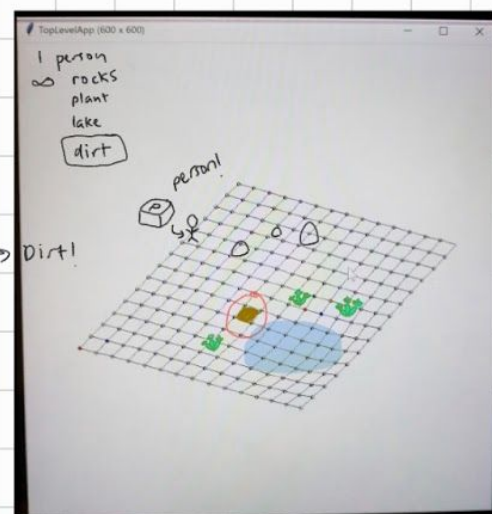 TopLevelApp (600 x 600)
1 person
∞ rocks
plant
lake
dirt
person!
Dirt!